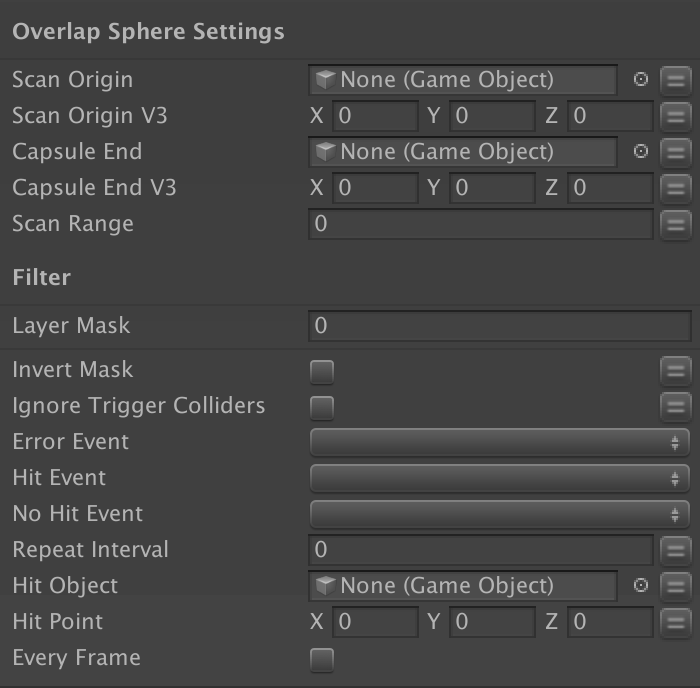 Overlap Sphere Settings
Scan Origin None (Game Object)
Scan Origin V3 X 0 Y 0 Z 0
Capsule End None (Game Object)
Capsule End V3 X 0 Y 0 Z 0
Scan Range 0
Filter
Layer Mask 0
Invert Mask
Ignore Trigger Colliders
Error Event
Hit Event
No Hit Event
Repeat Interval 0
Hit Object None (Game Object)
Hit Point X 0 Y 0 Z 0
Every Frame